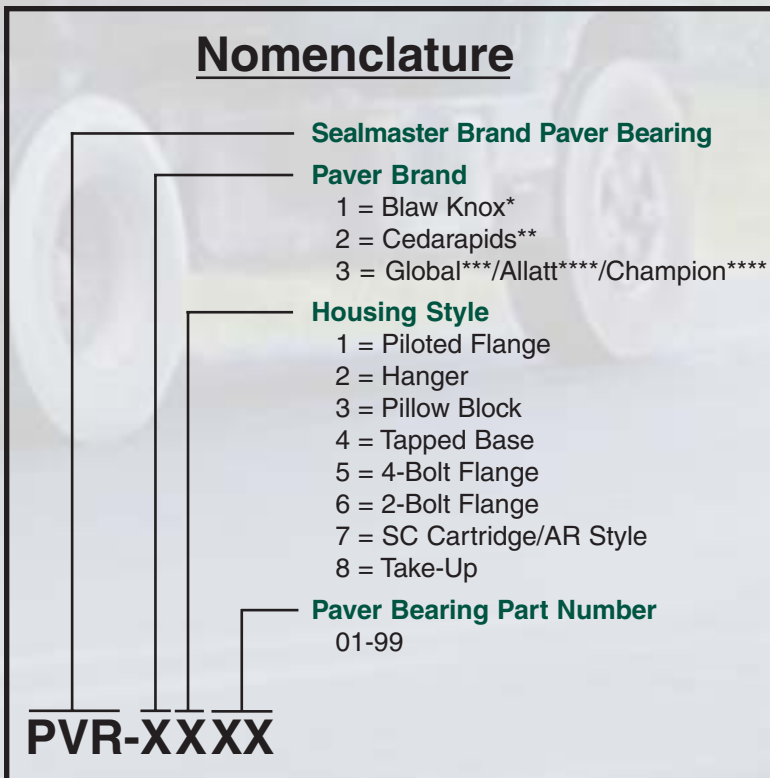 Nomenclature
Sealmaster Brand Paver Bearing
Paver Brand
1 = Blaw Knox*
2 = Cedarapids**
3 = Global***/Allatt****/Champion****
Housing Style
1 = Piloted Flange
2 = Hanger
3 = Pillow Block
4 = Tapped Base
5 = 4-Bolt Flange
6 = 2-Bolt Flange
7 = SC Cartridge/AR Style
8 = Take-Up
Paver Bearing Part Number
01-99
PVR-XXXX